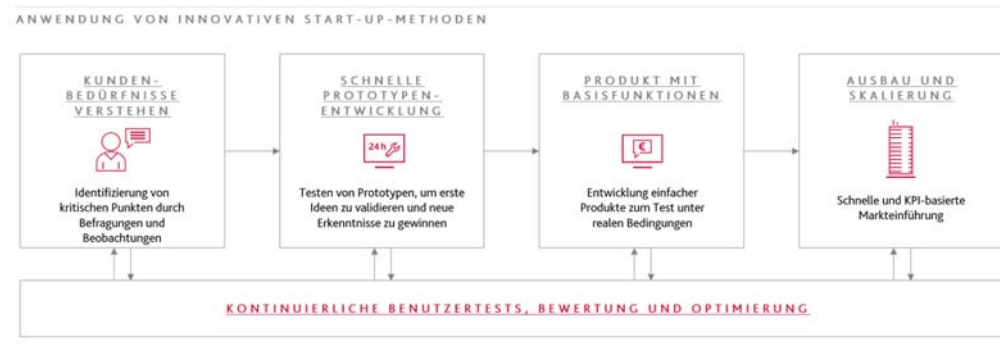 ANWENDUNG VON INNOVATIVEN START-UP-METHODEN
KUNDEN-
BEDÜRFNISSE
VERSTEHEN
Identifizierung von
kritischen Punkten durch
Befragungen und
Beobachtungen
SCHNELLE
PROTOTYPEN-
ENTWICKLUNG
24 h
Testen von Prototypen, um erste
Ideen zu validieren und neue
Erkenntnisse zu gewinnen
PRODUKT MIT
BASISFUNKTIONEN
€
Entwicklung einfacher
Produkte zum Test unter
realen Bedingungen
AUSBAU UND
SKALIERUNG
Schnelle und KPI-basierte
Markteinführung
KONTINUIERLICHE BENUTZERTESTS, BEWERTUNG UND OPTIMIERUNG